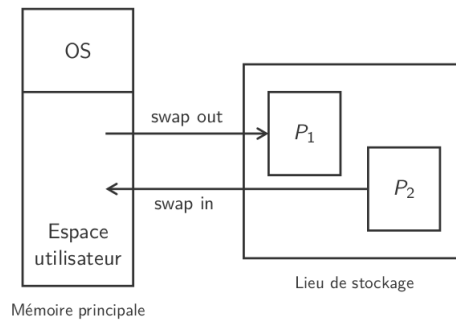 OS
swap out
P1
P2
swap in
Espace
utilisateur
Lieu de stockage
Mémoire principale